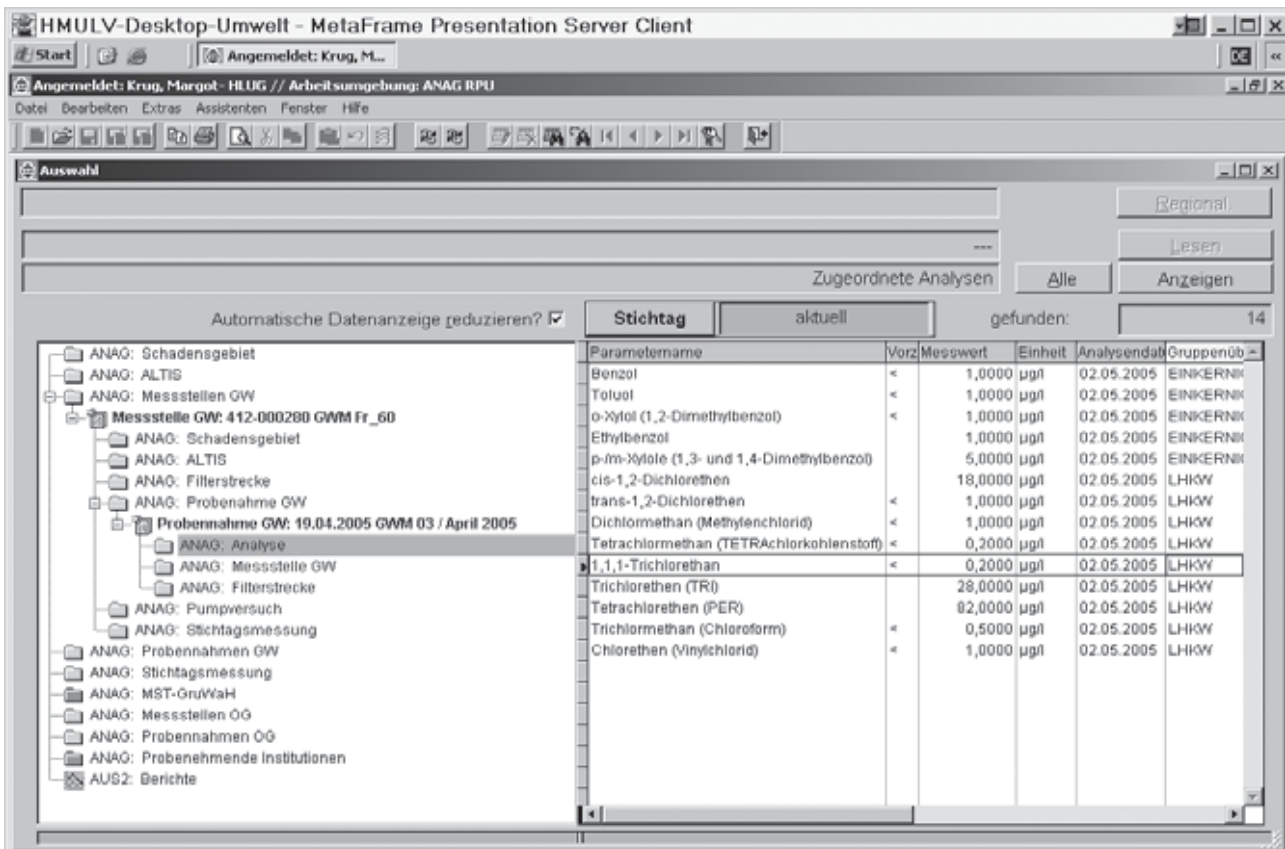 HMULV-Desktop-Umwelt - MetaFrame Presentation Server Client
Start Angemeldet: Krug, M... DE «
Angemeldet: Krug, Margot- HLUG // Arbeitsumgebung: ANAG RPU
Datei Bearbeiten Extras Assistenten Fenster Hilfe
Auswahl
Regional
--- Lesen
Zugeordnete Analysen Alle Anzeigen
Automatische Datenanzeige reduzieren? Stichtag aktuell gefunden: 14
ANAG: Schadensgebiet
ANAG: ALTIS
ANAG: Messstellen GW
Messstelle GW: 412-000280 GWM Fr_60
ANAG: Schadensgebiet
ANAG: ALTIS
ANAG: Filterstrecke
ANAG: Probenahme GW
Probennahme GW: 19.04.2005 GWM 03 / April 2005
ANAG: Analyse
ANAG: Messstelle GW
ANAG: Filterstrecke
ANAG: Pumpversuch
ANAG: Stichtagsmessung
ANAG: Probennahmen GW
ANAG: Stichtagsmessung
ANAG: MST-GruWaH
ANAG: Messstellen OG
ANAG: Probennahmen OG
ANAG: Probenehmende Institutionen
AUS2: Berichte
Parametername Vorz Messwert Einheit Analysendat Gruppenüb
Benzol < 1,0000 µg/l 02.05.2005 EINKERNI
Toluol < 1,0000 µg/l 02.05.2005 EINKERNI
o-Xylol (1,2-Dimethylbenzol) < 1,0000 µg/l 02.05.2005 EINKERNI
Ethylbenzol 1,0000 µg/l 02.05.2005 EINKERNI
p-/m-Xylole (1,3- und 1,4-Dimethylbenzol) 5,0000 µg/l 02.05.2005 EINKERNI
cis-1,2-Dichlorethen 18,0000 µg/l 02.05.2005 LHKW
trans-1,2-Dichlorethen < 1,0000 µg/l 02.05.2005 LHKW
Dichlormethan (Methylenchlorid) < 1,0000 µg/l 02.05.2005 LHKW
Tetrachlormethan (TETRAchlorkohlenstoff) < 0,2000 µg/l 02.05.2005 LHKW
1,1,1-Trichlorethan < 0,2000 µg/l 02.05.2005 LHKW
Trichlorethen (TRI) 28,0000 µg/l 02.05.2005 LHKW
Tetrachlorethen (PER) 82,0000 µg/l 02.05.2005 LHKW
Trichlormethan (Chloroform) < 0,5000 µg/l 02.05.2005 LHKW
Chlorethen (Vinylchlorid) < 1,0000 µg/l 02.05.2005 LHKW